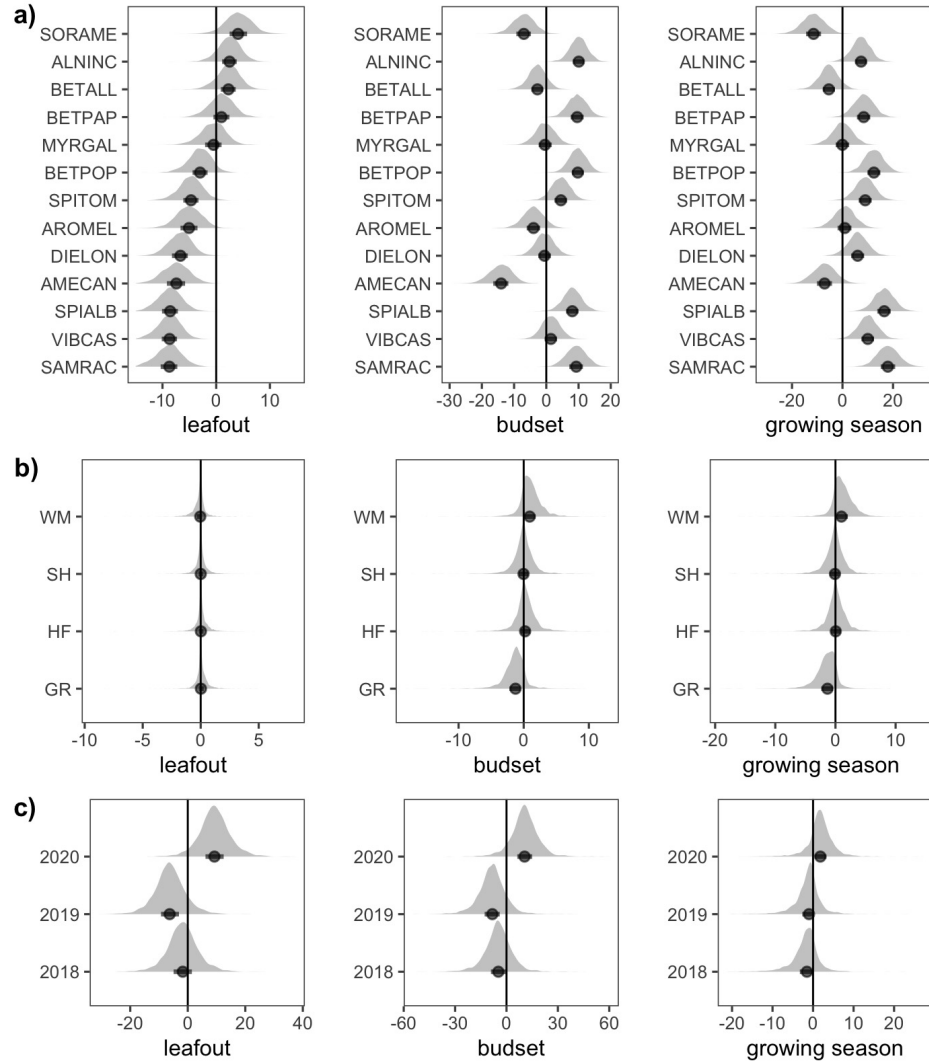 a)
SORAME
ALNINC
BETALL
BETPAP
MYRGAL
BETPOP
SPITOM
AROMEL
DIELON
AMECAN
SPIALB
VIBCAS
SAMRAC
-10 0 10
leafout
SORAME
ALNINC
BETALL
BETPAP
MYRGAL
BETPOP
SPITOM
AROMEL
DIELON
AMECAN
SPIALB
VIBCAS
SAMRAC
-30 -20 -10 0 10 20
budset
SORAME
ALNINC
BETALL
BETPAP
MYRGAL
BETPOP
SPITOM
AROMEL
DIELON
AMECAN
SPIALB
VIBCAS
SAMRAC
-20 0 20
growing season
b)
WM
SH
HF
GR
-10 -5 0 5
leafout
WM
SH
HF
GR
-10 0 10
budset
WM
SH
HF
GR
-20 -10 0 10
growing season
c)
2020
2019
2018
-20 0 20 40
leafout
2020
2019
2018
-60 -30 0 30 60
budset
2020
2019
2018
-20 -10 0 10 20
growing season